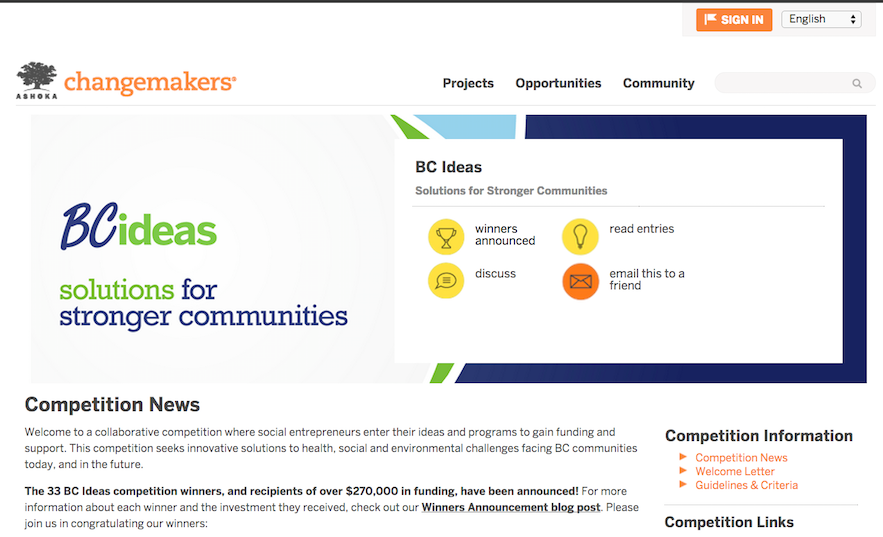 SIGN IN
English
ASHOKA
changemakers®
Projects
Opportunities
Community
BCideas
solutions for
stronger communities
BC Ideas
Solutions for Stronger Communities
winners
announced
read entries
discuss
email this to a
friend
Competition News
Welcome to a collaborative competition where social entrepreneurs enter their ideas and programs to gain funding and
support. This competition seeks innovative solutions to health, social and environmental challenges facing BC communities
today, and in the future.
The 33 BC Ideas competition winners, and recipients of over $270,000 in funding, have been announced! For more
information about each winner and the investment they received, check out our Winners Announcement blog post. Please
join us in congratulating our winners:
Competition Information
Competition News
Welcome Letter
Guidelines & Criteria
Competition Links